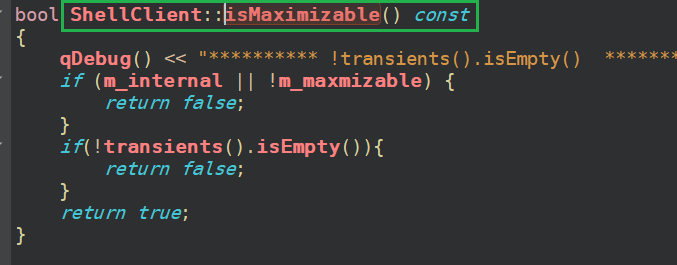 bool ShellClient::isMaximizable() const
{
    qDebug() << "********** !transients().isEmpty()  *******
    if (m_internal || !m_maxmizable) {
        return false;
    }
    if(!transients().isEmpty()){
        return false;
    }
    return true;
}